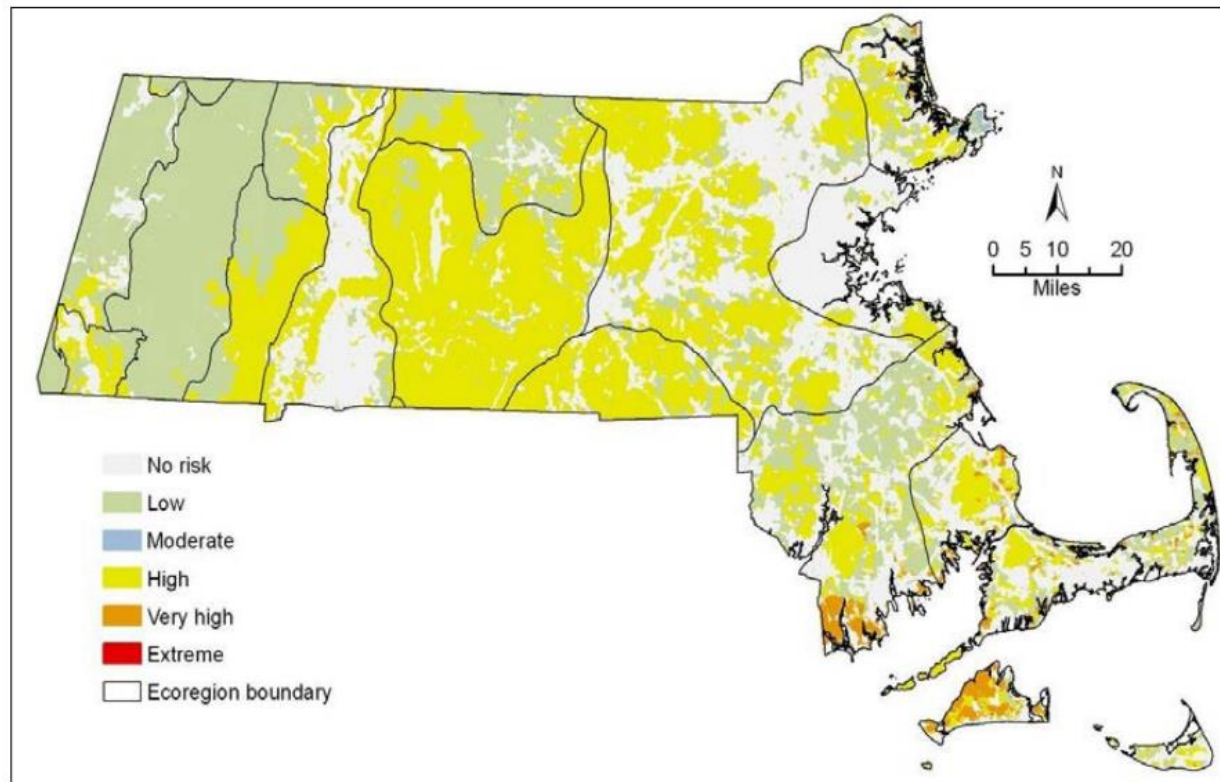 N
0 5 10 20
Miles
No risk
Low
Moderate
High
Very high
Extreme
Ecoregion boundary